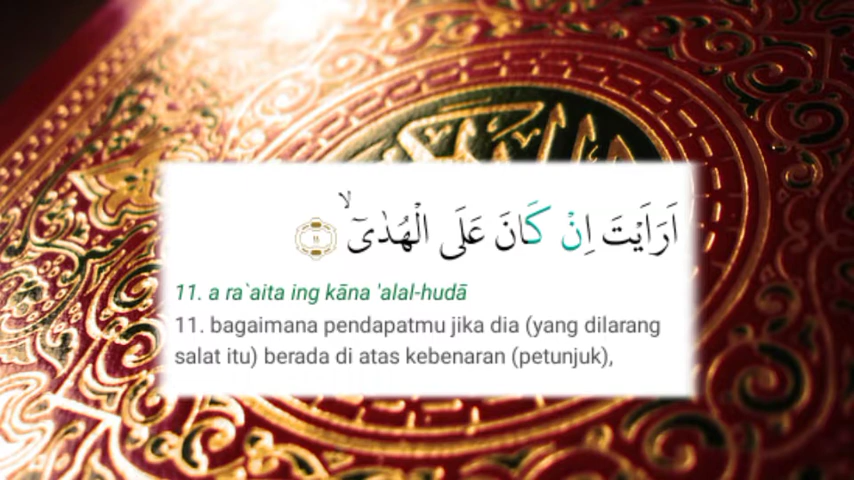 اَرَاَيْتَ اِنْ كَانَ عَلَى الْهُدٰىٓ ۙ ١١
11. a ra`aita ing kāna 'alal-hudā
11. bagaimana pendapatmu jika dia (yang dilarang
salat itu) berada di atas kebenaran (petunjuk),